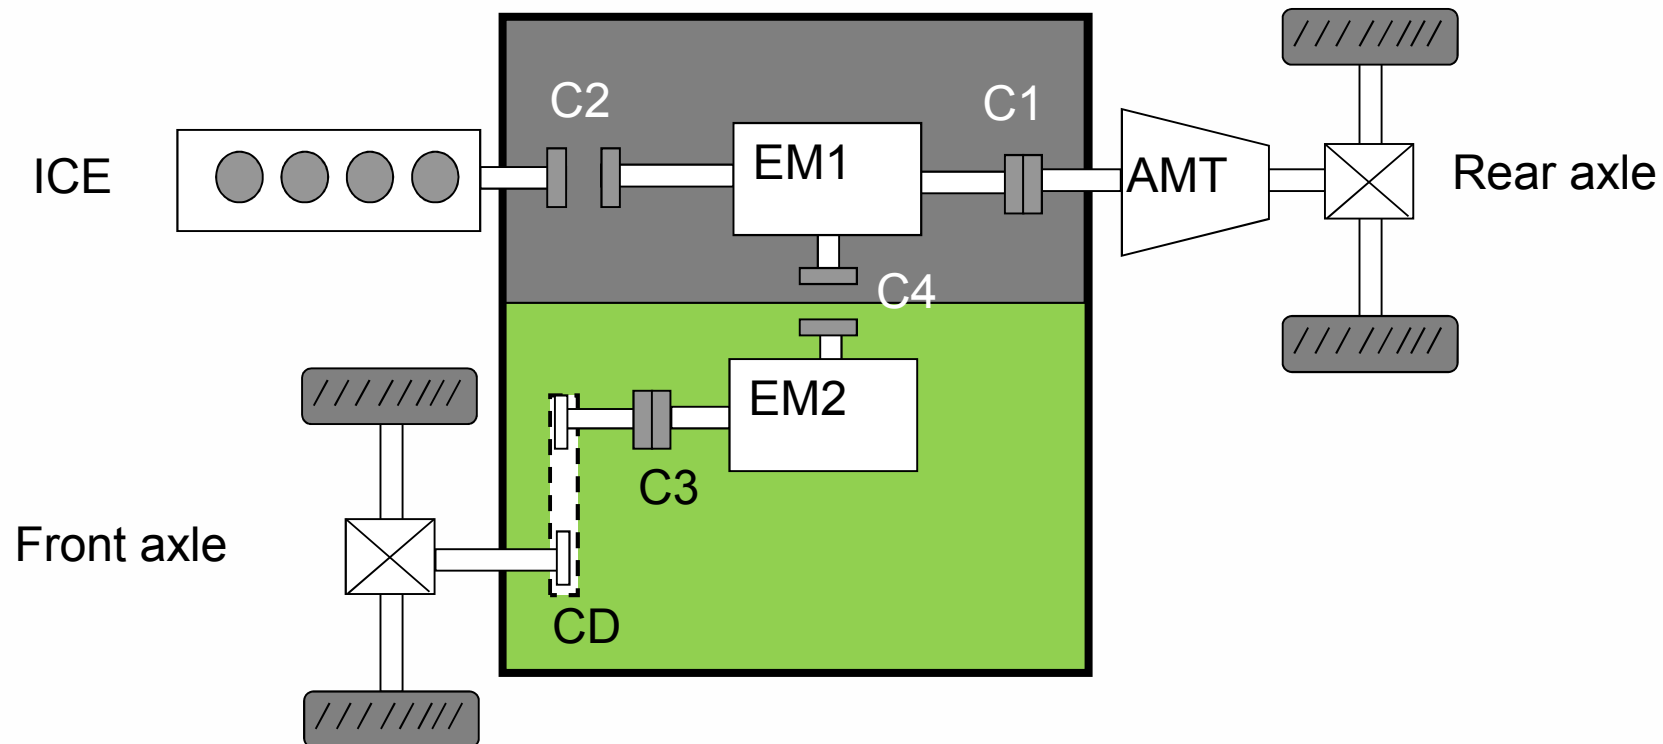 C2
C1
ICE
EM1
AMT
Rear axle
C4
EM2
C3
Front axle
CD